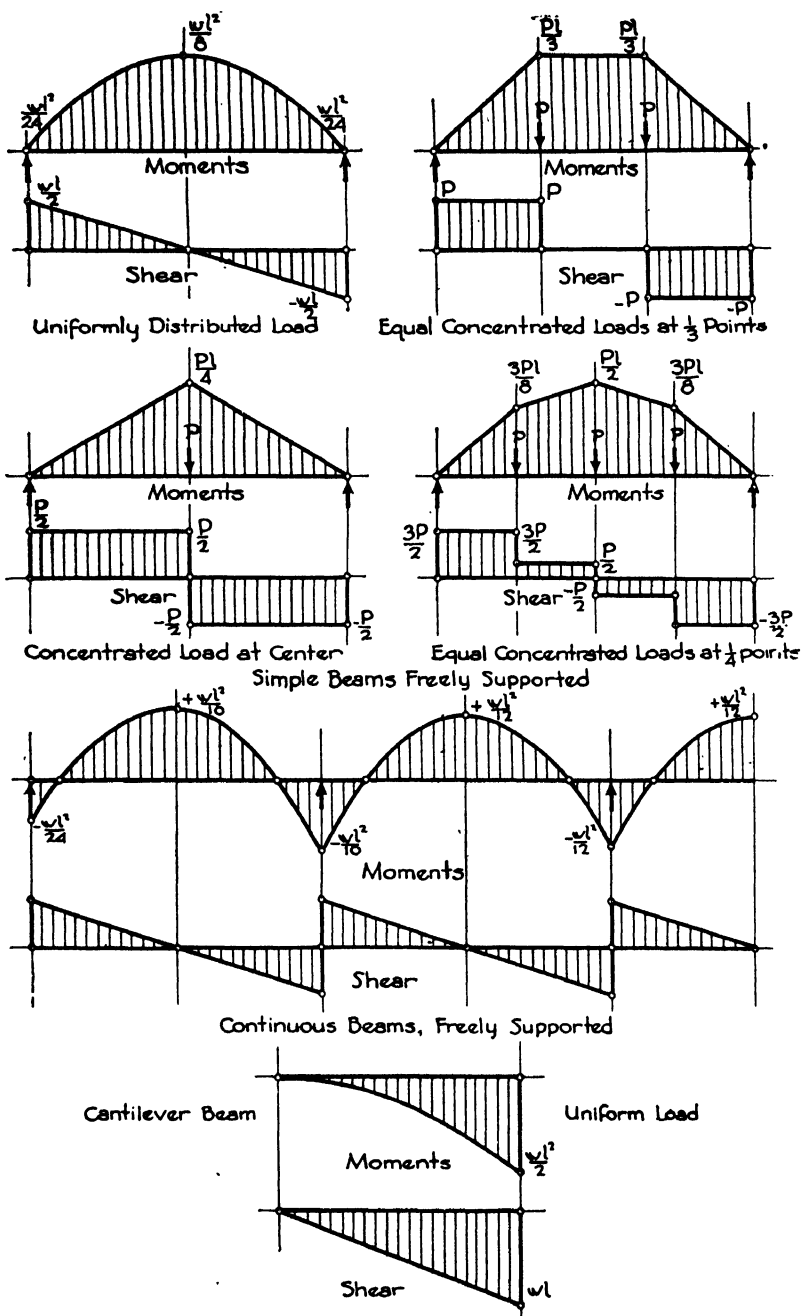 wl²/8
wl²/24 wl²/24
Moments
wl/2
Shear
-wl/2
Uniformly Distributed Load
Pl/3 Pl/3
P P
Moments
P P
Shear
-P -P
Equal Concentrated Loads at 1/3 Points
Pl/4
P
Moments
P/2 P/2
Shear
-P/2 -P/2
Concentrated Load at Center
3Pl/8 Pl/2 3Pl/8
P P P
Moments
3P/2 3P/2 P/2
Shear -P/2
-3P/2
Equal Concentrated Loads at 1/4 points
Simple Beams Freely Supported
+wl²/10 +wl²/12 +wl²/12
-wl²/24 -wl²/10 -wl²/12
Moments
Shear
Continuous Beams, Freely Supported
Cantilever Beam Uniform Load
Moments wl²/2
Shear wl